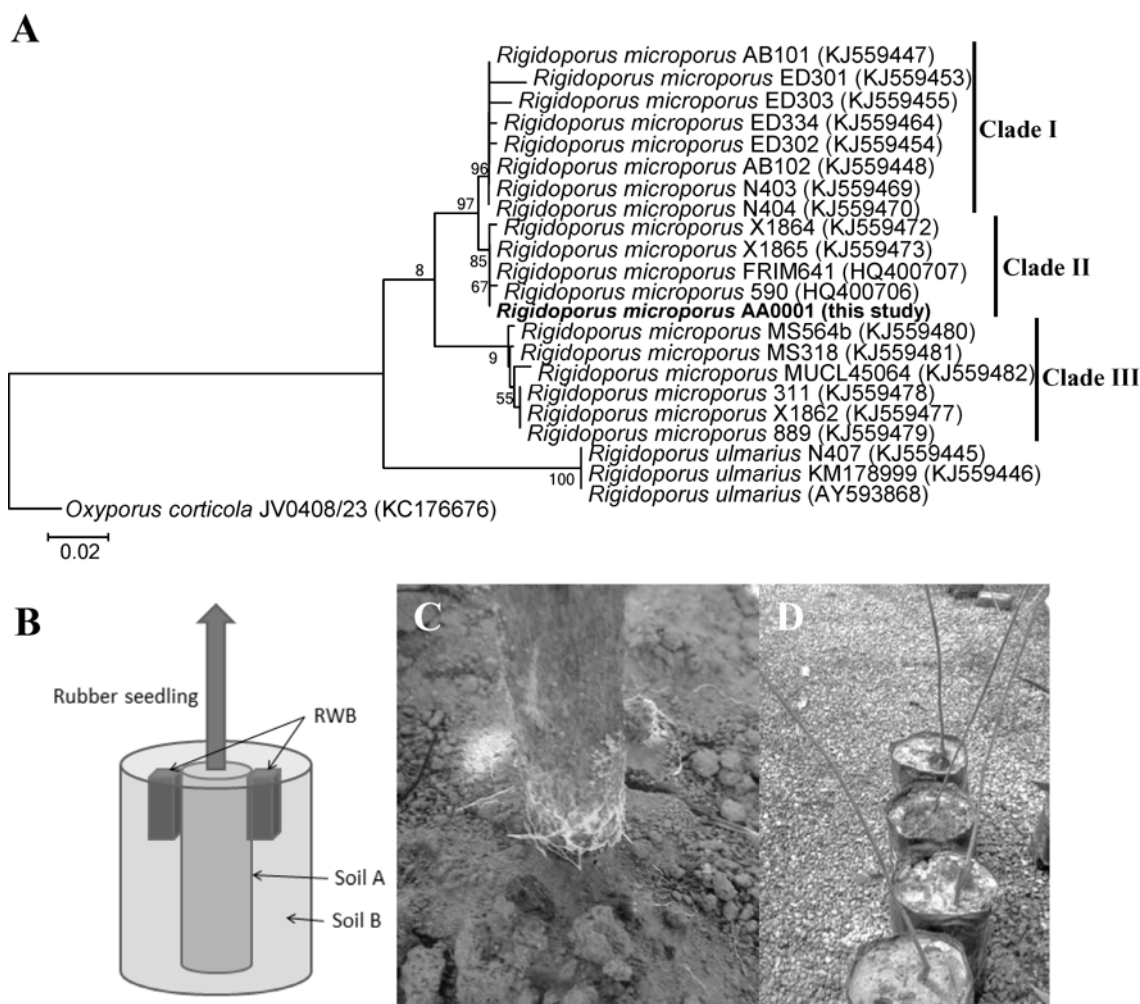 A
Rigidoporus microporus AB101 (KJ559447)
Rigidoporus microporus ED301 (KJ559453)
Rigidoporus microporus ED303 (KJ559455)
Rigidoporus microporus ED334 (KJ559464)
Clade I
Rigidoporus microporus ED302 (KJ559454)
96
Rigidoporus microporus AB102 (KJ559448)
Rigidoporus microporus N403 (KJ559469)
97
Rigidoporus microporus N404 (KJ559470)
Rigidoporus microporus X1864 (KJ559472)
Rigidoporus microporus X1865 (KJ559473)
85
Clade II
8
Rigidoporus microporus FRIM641 (HQ400707)
67
Rigidoporus microporus 590 (HQ400706)
Rigidoporus microporus AA0001 (this study)
Rigidoporus microporus MS564b (KJ559480)
9
Rigidoporus microporus MS318 (KJ559481)
Rigidoporus microporus MUCL45064 (KJ559482)
Clade III
55
Rigidoporus microporus 311 (KJ559478)
Rigidoporus microporus X1862 (KJ559477)
Rigidoporus microporus 889 (KJ559479)
Rigidoporus ulmarius N407 (KJ559445)
100
Rigidoporus ulmarius KM178999 (KJ559446)
Rigidoporus ulmarius (AY593868)
Oxyporus corticola JV0408/23 (KC176676)
0.02
B
Rubber seedling
RWB
Soil A
Soil B
C
D